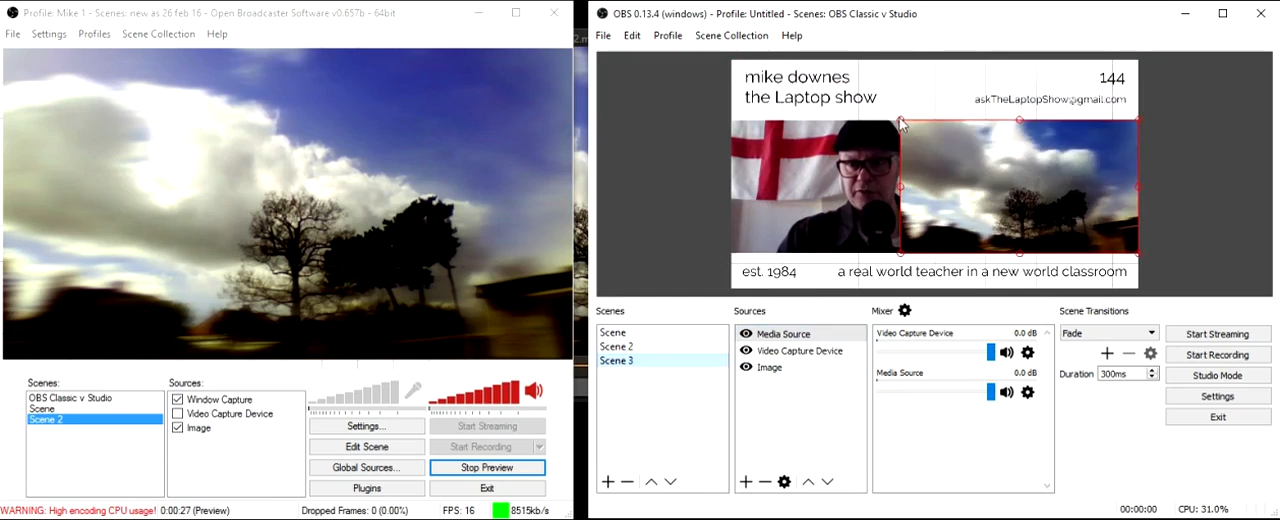 Profile: Mike 1 - Scenes: new as 26 feb 16 - Open Broadcaster Software v0.657b - 64bit
File Settings Profiles Scene Collection Help
Scenes:
OBS Classic v Studio
Scene
Scene 2
Sources:
Window Capture
Video Capture Device
Image
Settings...
Start Streaming
Edit Scene
Start Recording
Global Sources...
Stop Preview
Plugins
Exit
WARNING: High encoding CPU usage! 0:00:27 (Preview)
Dropped Frames: 0 (0.00%)
FPS: 16
8515kb/s
OBS 0.13.4 (windows) - Profile: Untitled - Scenes: OBS Classic v Studio
File Edit Profile Scene Collection Help
mike downes
the Laptop show
144
askTheLaptopShow@gmail.com
est. 1984
a real world teacher in a new world classroom
Scenes
Scene
Scene 2
Scene 3
Sources
Media Source
Video Capture Device
Image
Mixer
Video Capture Device 0.0 dB
Media Source 0.0 dB
Scene Transitions
Fade
Duration 300ms
Start Streaming
Start Recording
Studio Mode
Settings
Exit
00:00:00
CPU: 31.0%